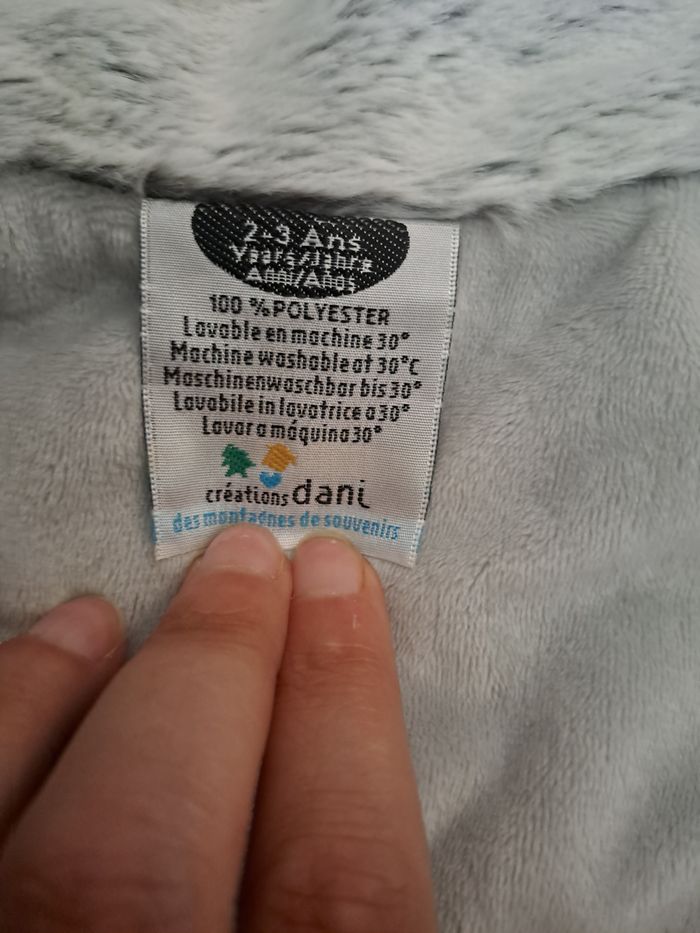 2-3 Ans
Years/Jahre
Anni/Años
100 % POLYESTER
Lavable en machine 30°
Machine washable at 30°C
Maschinenwaschbar bis 30°
Lavabile in lavatrice a 30°
Lavar a máquina 30°
créations dani
des montagnes de souvenirs